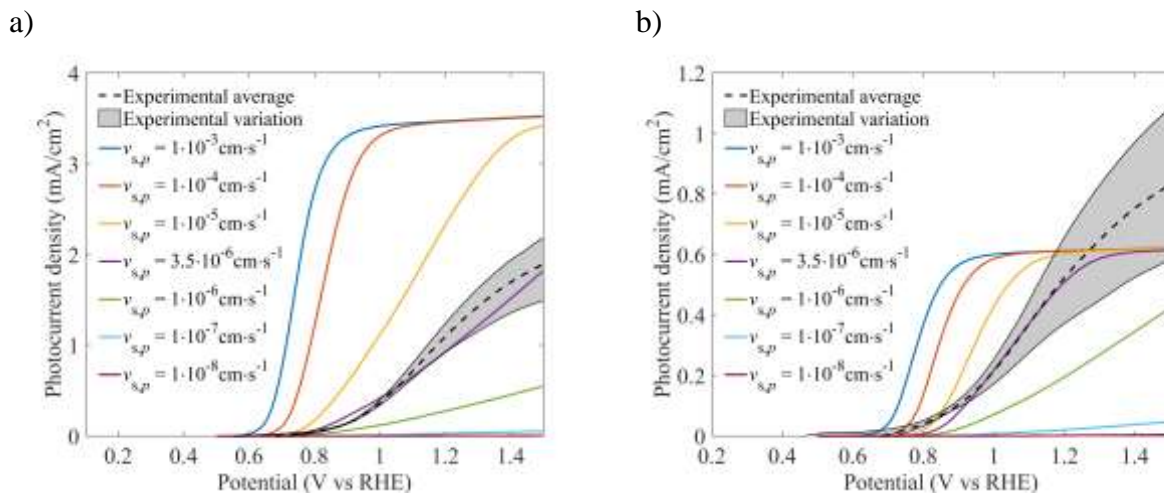 a)
4
3
2
1
0
0.2 0.4 0.6 0.8 1 1.2 1.4
Photocurrent density (mA/cm²)
Potential (V vs RHE)
Experimental average
Experimental variation
v_s,p = 1·10⁻³cm·s⁻¹
v_s,p = 1·10⁻⁴cm·s⁻¹
v_s,p = 1·10⁻⁵cm·s⁻¹
v_s,p = 3.5·10⁻⁶cm·s⁻¹
v_s,p = 1·10⁻⁶cm·s⁻¹
v_s,p = 1·10⁻⁷cm·s⁻¹
v_s,p = 1·10⁻⁸cm·s⁻¹
b)
1.2
1
0.8
0.6
0.4
0.2
0
0.2 0.4 0.6 0.8 1 1.2 1.4
Photocurrent density (mA/cm²)
Potential (V vs RHE)
Experimental average
Experimental variation
v_s,p = 1·10⁻³cm·s⁻¹
v_s,p = 1·10⁻⁴cm·s⁻¹
v_s,p = 1·10⁻⁵cm·s⁻¹
v_s,p = 3.5·10⁻⁶cm·s⁻¹
v_s,p = 1·10⁻⁶cm·s⁻¹
v_s,p = 1·10⁻⁷cm·s⁻¹
v_s,p = 1·10⁻⁸cm·s⁻¹